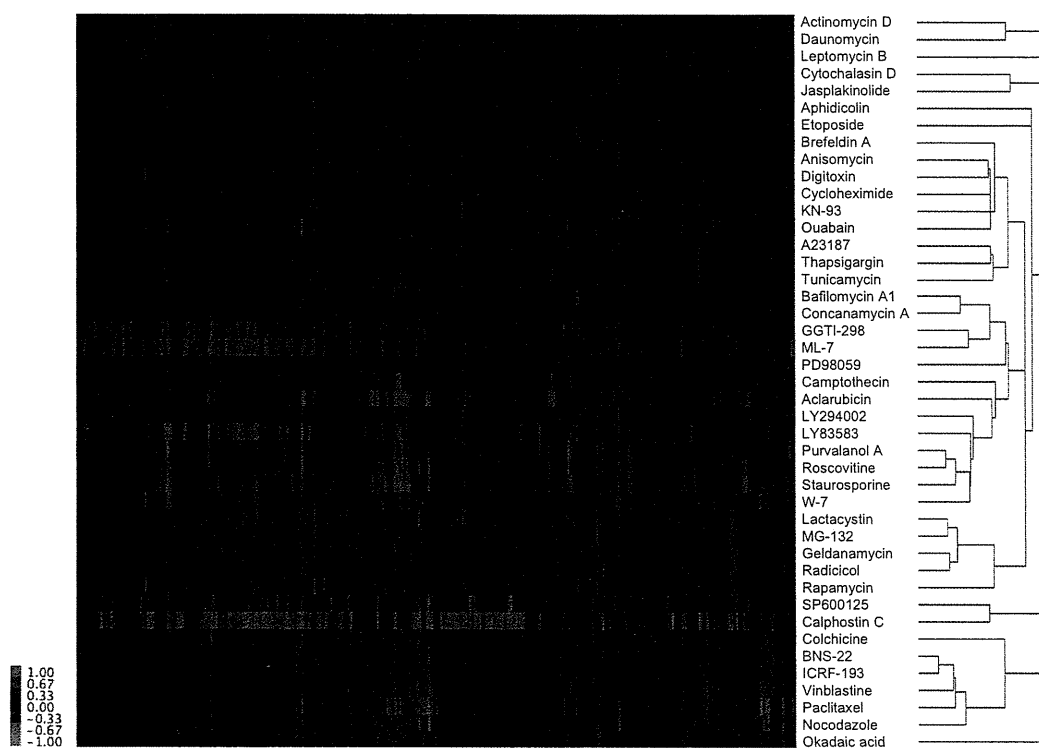 Actinomycin D
Daunomycin
Leptomycin B
Cytochalasin D
Jasplakinolide
Aphidicolin
Etoposide
Brefeldin A
Anisomycin
Digitoxin
Cycloheximide
KN-93
Ouabain
A23187
Thapsigargin
Tunicamycin
Bafilomycin A1
Concanamycin A
GGTI-298
ML-7
PD98059
Camptothecin
Aclarubicin
LY294002
LY83583
Purvalanol A
Roscovitine
Staurosporine
W-7
Lactacystin
MG-132
Geldanamycin
Radicicol
Rapamycin
SP600125
Calphostin C
Colchicine
BNS-22
ICRF-193
Vinblastine
Paclitaxel
Nocodazole
Okadaic acid
1.00
0.67
0.33
0.00
-0.33
-0.67
-1.00